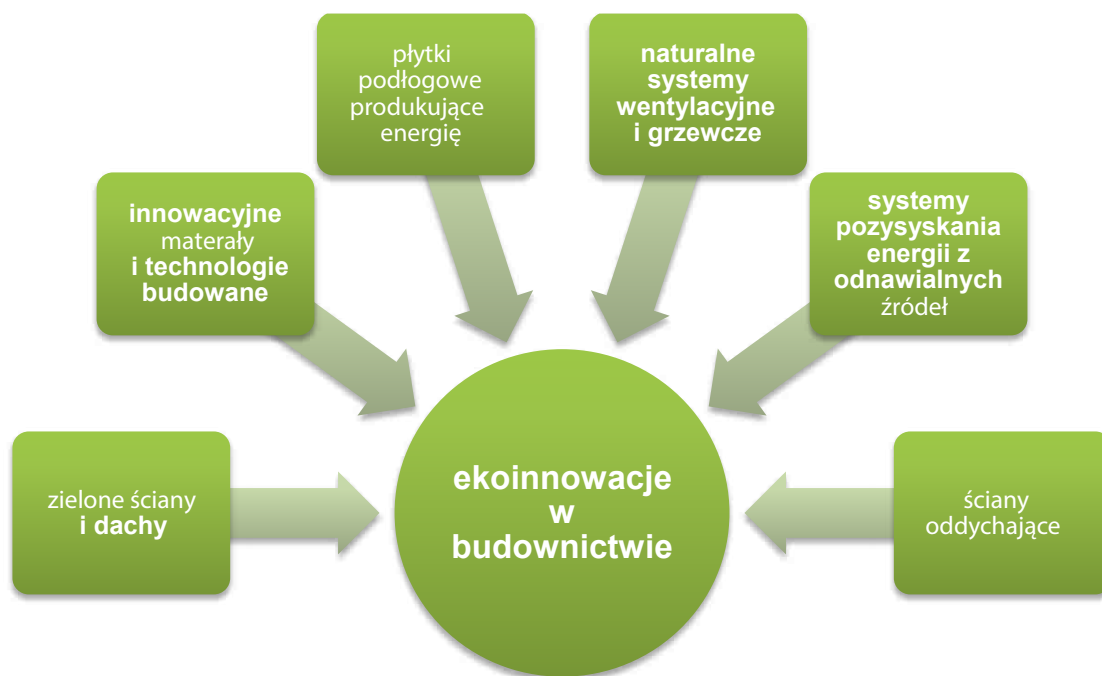 płytki
podłogowe
produkujące
energię
naturalne
systemy
wentylacyjne
i grzewcze
innowacyjne
materały
i technologie
budowane
systemy
pozysyskania
energii z
odnawialnych
źródeł
zielone ściany
i dachy
ekoinnowacje
w
budownictwie
ściany
oddychające